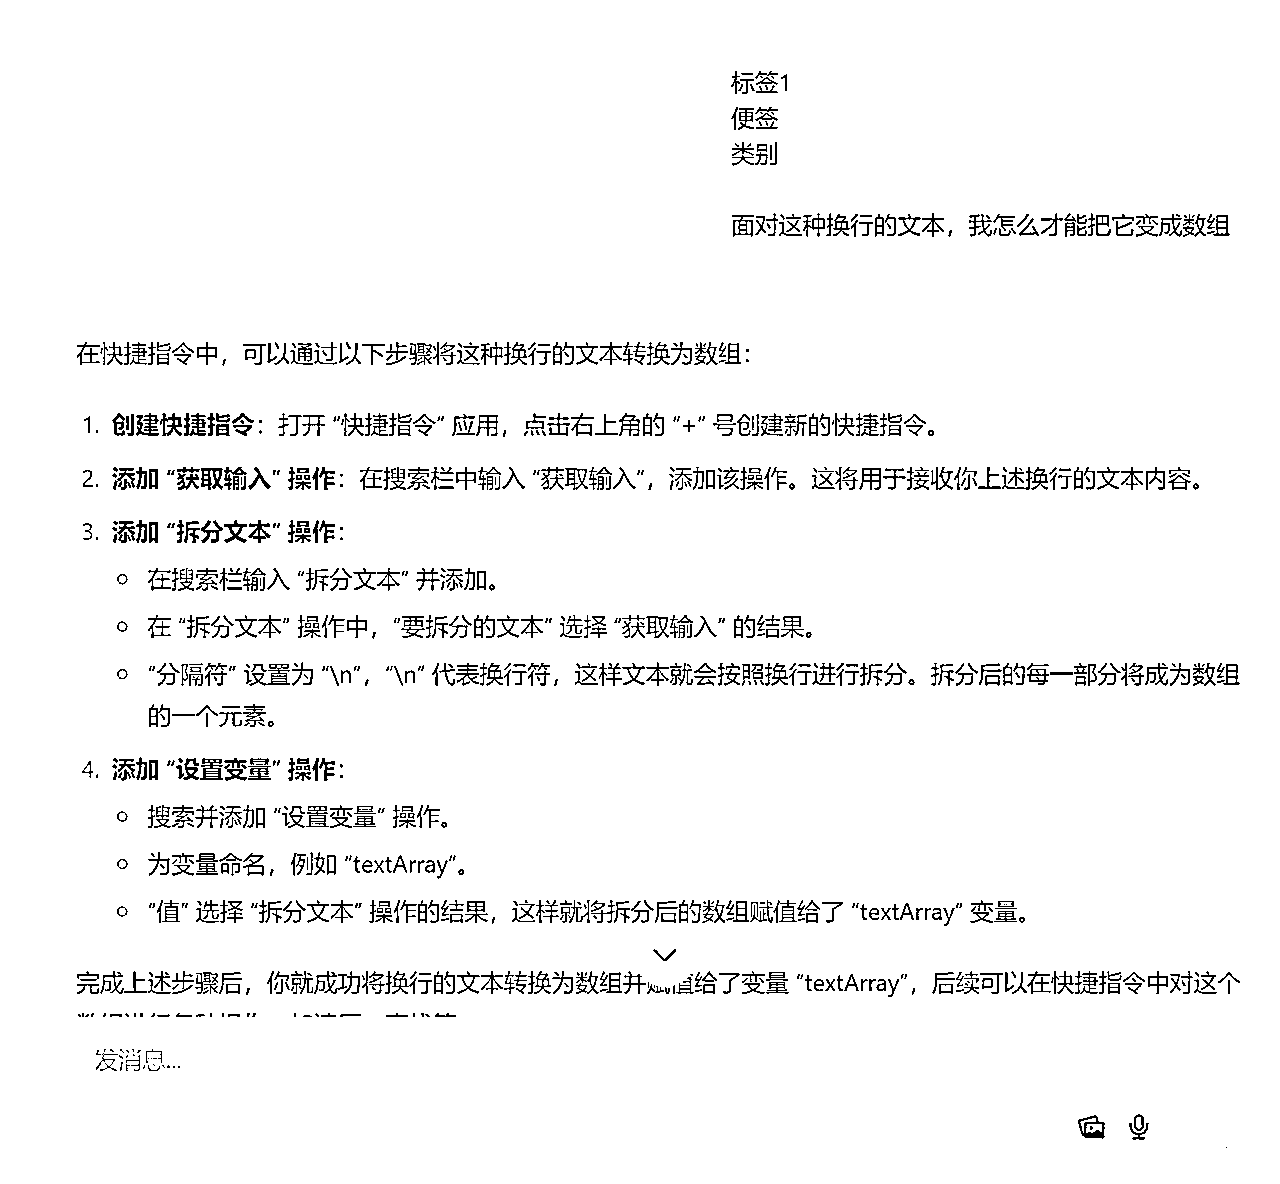 标签1
便签
类别
面对这种换行的文本，我怎么才能把它变成数组
在快捷指令中，可以通过以下步骤将这种换行的文本转换为数组：
1. 创建快捷指令：打开 “快捷指令” 应用，点击右上角的 “+” 号创建新的快捷指令。
2. 添加 “获取输入” 操作：在搜索栏中输入 “获取输入”，添加该操作。这将用于接收你上述换行的文本内容。
3. 添加 “拆分文本” 操作：
在搜索栏输入 “拆分文本” 并添加。
在 “拆分文本” 操作中，“要拆分的文本” 选择 “获取输入” 的结果。
“分隔符” 设置为 “\n”，“\n” 代表换行符，这样文本就会按照换行进行拆分。拆分后的每一部分将成为数组
的一个元素。
4. 添加 “设置变量” 操作：
搜索并添加 “设置变量” 操作。
为变量命名，例如 “textArray”。
“值” 选择 “拆分文本” 操作的结果，这样就将拆分后的数组赋值给了 “textArray” 变量。
完成上述步骤后，你就成功将换行的文本转换为数组并赋值给了变量 “textArray”，后续可以在快捷指令中对这个
发消息...